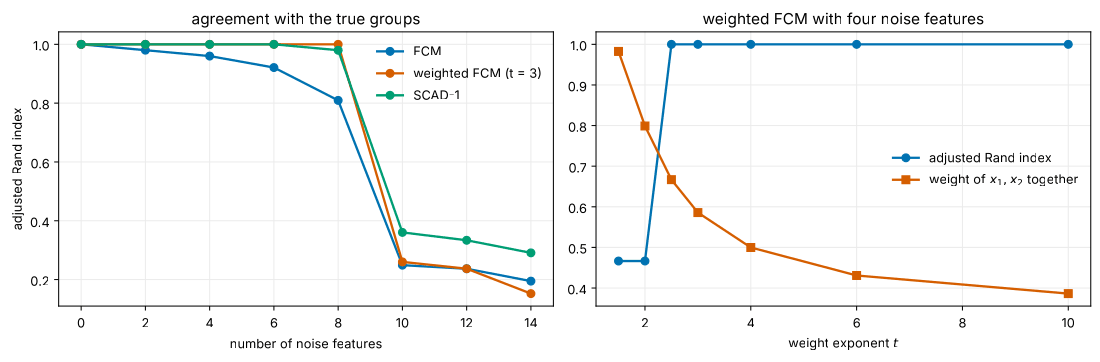 agreement with the true groups
adjusted Rand index
1.0
0.8
0.6
0.4
0.2
0 2 4 6 8 10 12 14
number of noise features
FCM
weighted FCM (t = 3)
SCAD-1
weighted FCM with four noise features
1.0
0.9
0.8
0.7
0.6
0.5
0.4
2 4 6 8 10
weight exponent t
adjusted Rand index
weight of x₁, x₂ together